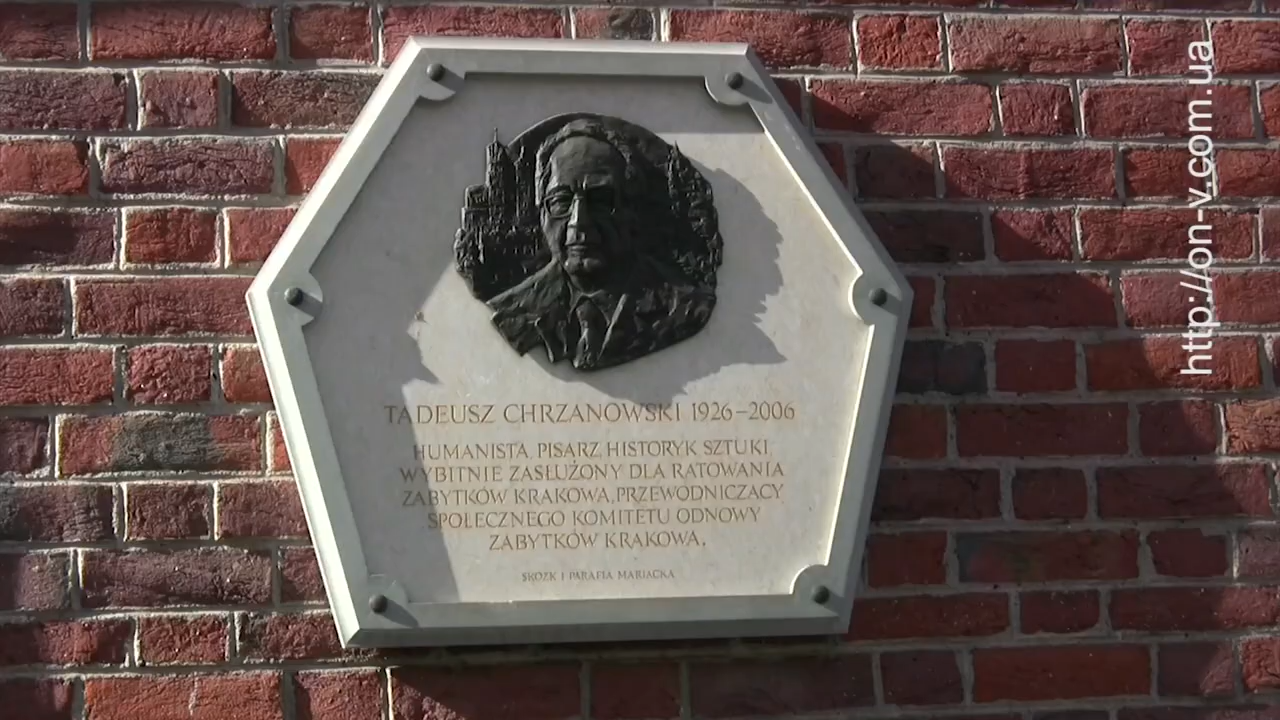 TADEUSZ CHRZANOWSKI 1926–2006
HUMANISTA, PISARZ, HISTORYK SZTUKI,
WYBITNIE ZASŁUŻONY DLA RATOWANIA
ZABYTKÓW KRAKOWA, PRZEWODNICZĄCY
SPOŁECZNEGO KOMITETU ODNOWY
ZABYTKÓW KRAKOWA.
SKOZK I PARAFIA MARIACKA
http://on-v.com.ua